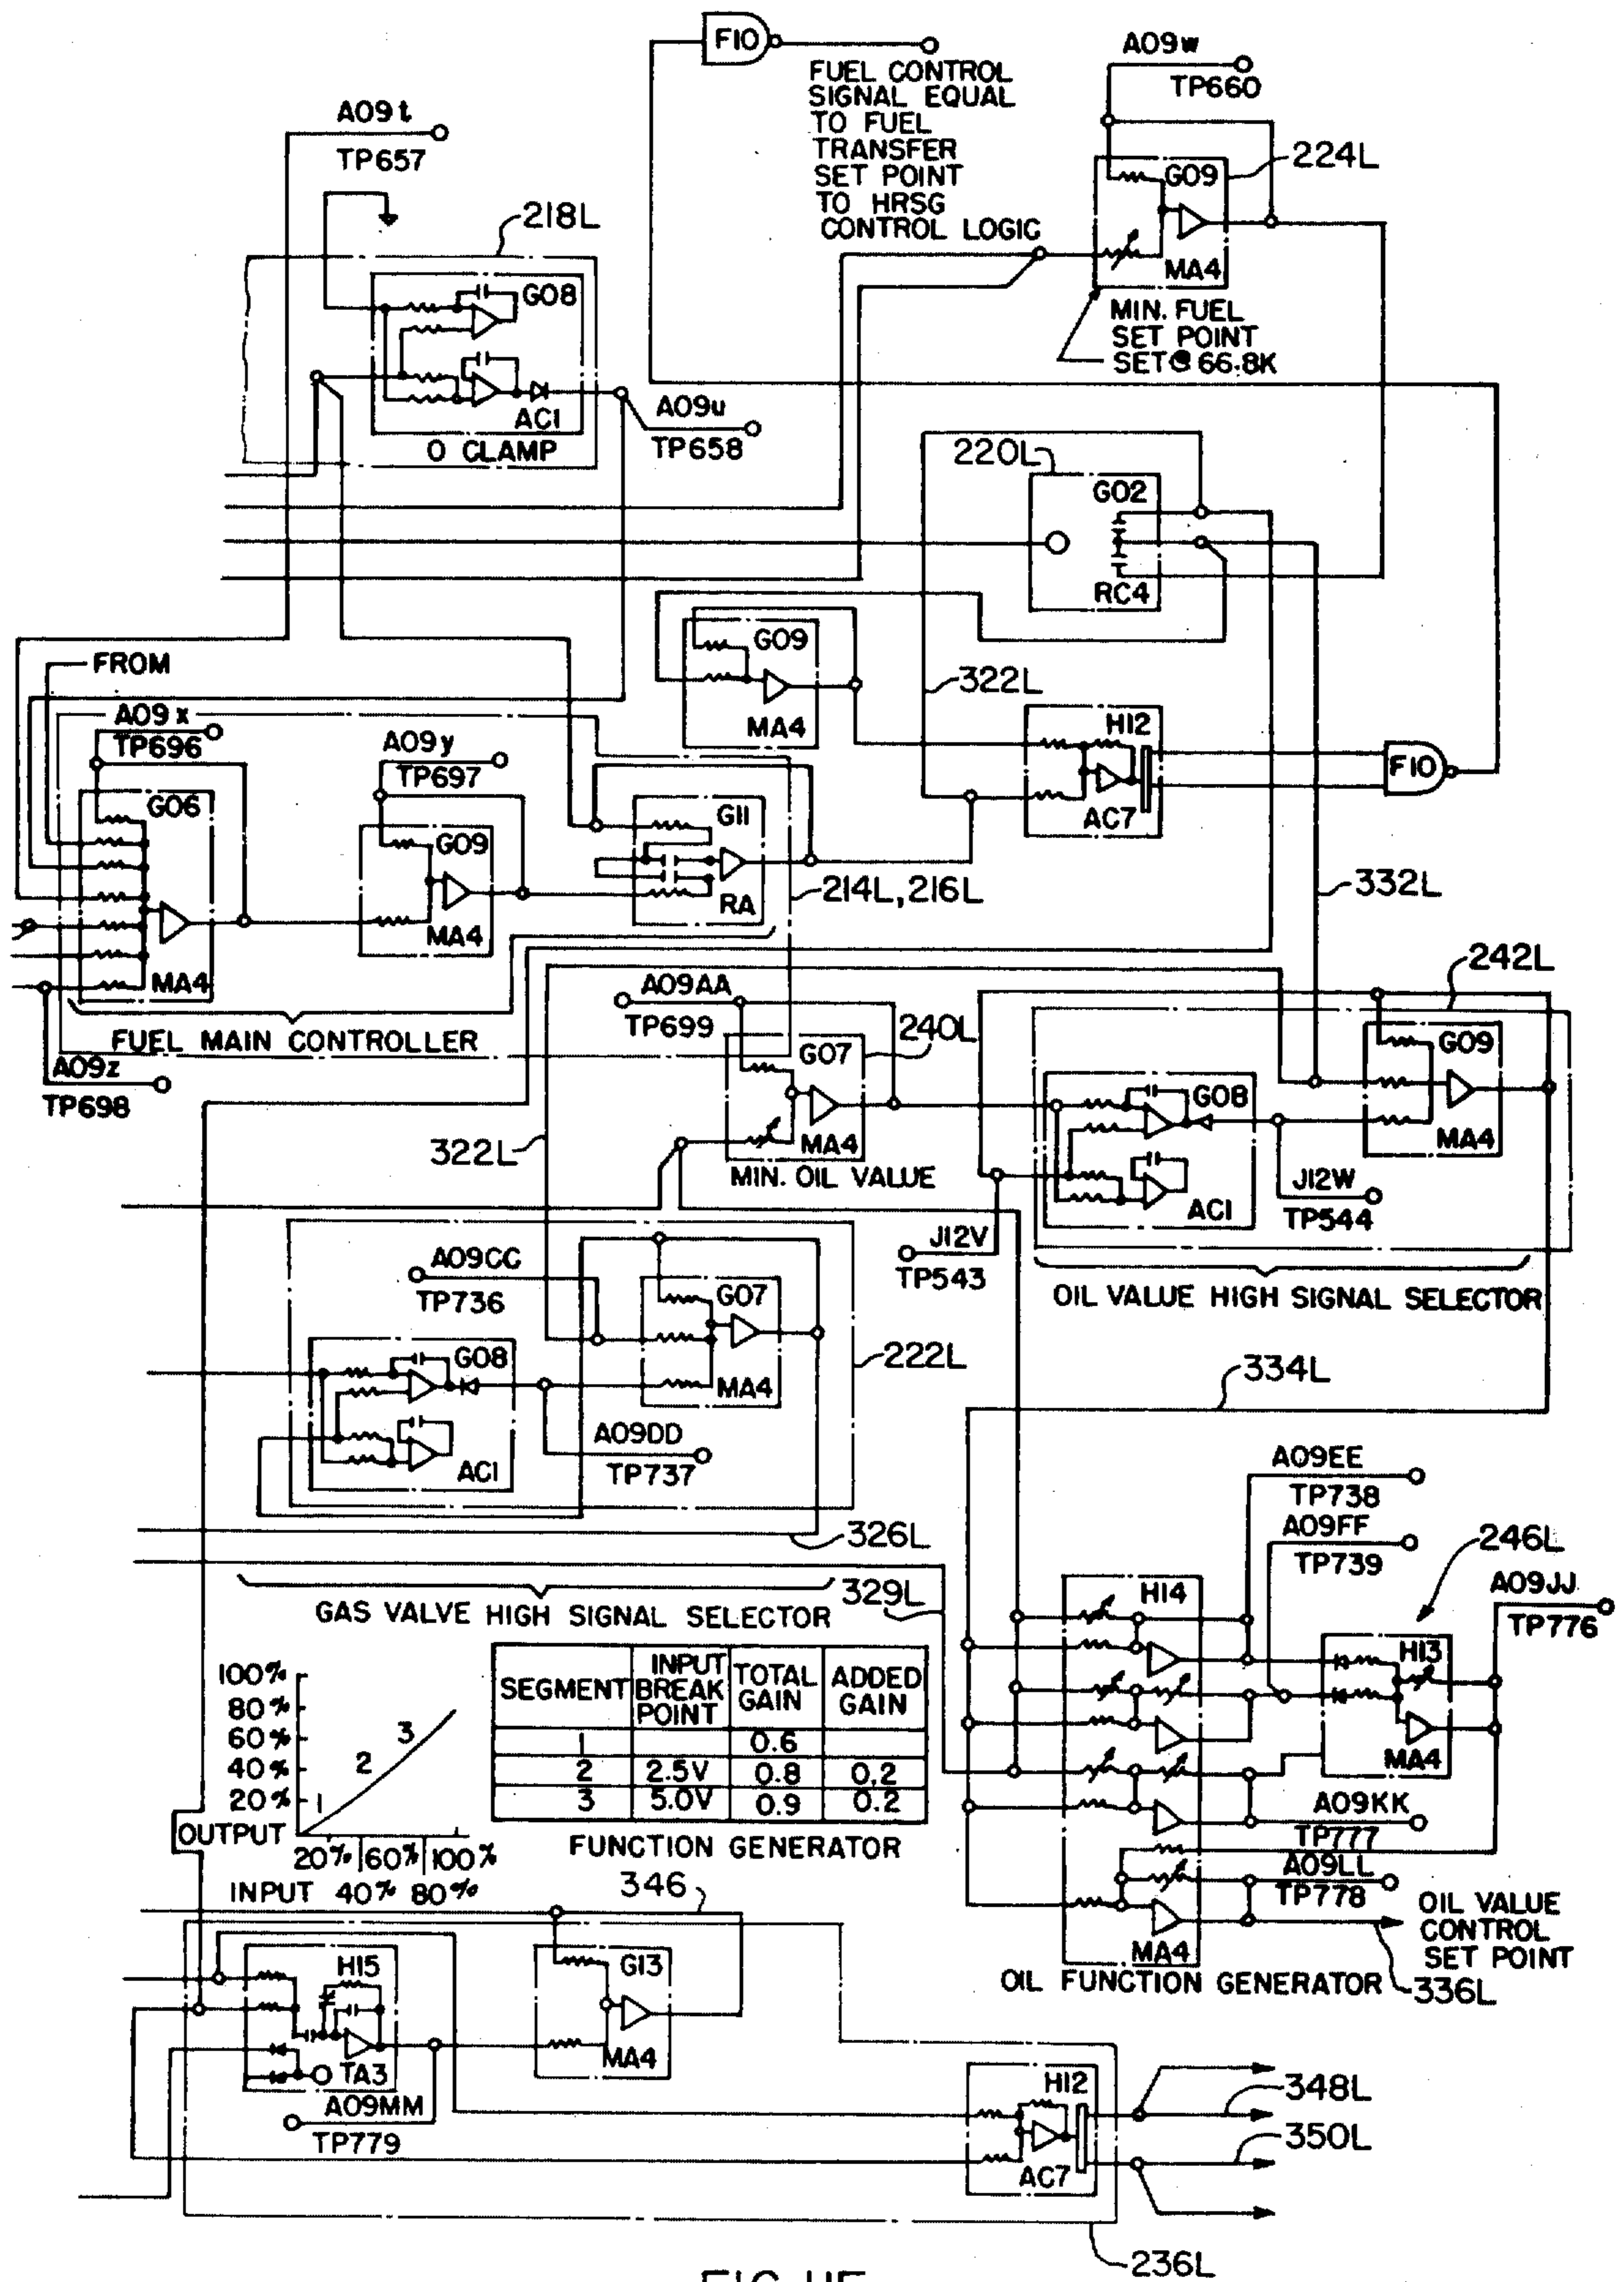 F10
FUEL CONTROL
SIGNAL EQUAL
TO FUEL
TRANSFER
SET POINT
TO HRSG
CONTROL LOGIC
A09w
TP660
224L
G09
MA4
MIN. FUEL
SET POINT
SET@ 66.8K
A09t
TP657
218L
G08
AC1
O CLAMP
A09u
TP658
220L
G02
RC4
FROM
G09
MA4
322L
H12
AC7
F10
332L
A09x
TP696
G06
MA4
A09y
TP697
G09
MA4
G11
RA
214L, 216L
FUEL MAIN CONTROLLER
A09z
TP698
A09AA
TP699
G07
240L
MA4
MIN. OIL VALUE
242L
G09
MA4
G08
AC1
J12W
TP544
J12V
TP543
OIL VALUE HIGH SIGNAL SELECTOR
322L
A09CC
TP736
G07
MA4
222L
G08
AC1
A09DD
TP737
326L
GAS VALVE HIGH SIGNAL SELECTOR
329L
334L
A09EE
TP738
A09FF
TP739
246L
A09JJ
TP776
H14
H13
MA4
A09KK
TP777
A09LL
TP778
MA4
OIL VALUE
CONTROL
SET POINT
OIL FUNCTION GENERATOR
336L
100%
80%
60%
40%
20%
1
2
3
OUTPUT
20% 60% 100%
INPUT 40% 80%
SEGMENT INPUT BREAK POINT TOTAL GAIN ADDED GAIN
1 0.6
2 2.5V 0.8 0.2
3 5.0V 0.9 0.2
FUNCTION GENERATOR
346
H15
TA3
A09MM
TP779
G13
MA4
H12
AC7
348L
350L
236L